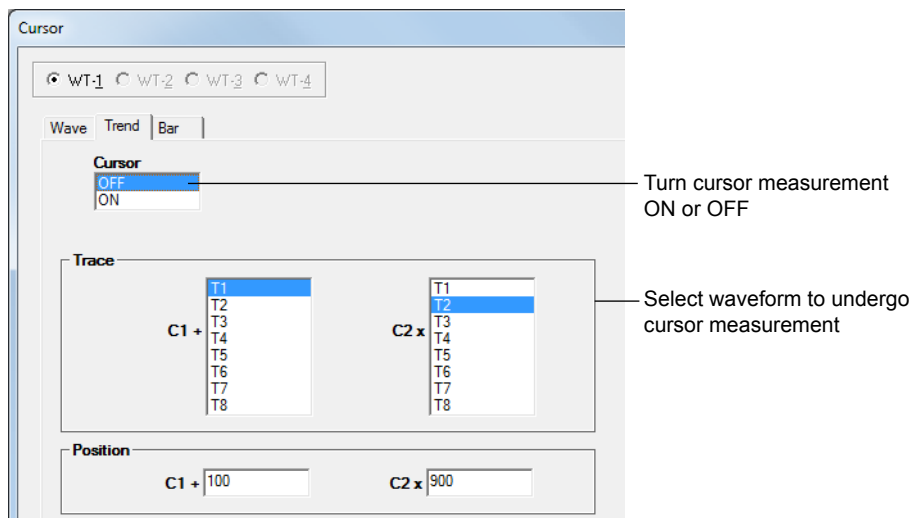 Cursor
WT-1 WT-2 WT-3 WT-4
Wave Trend Bar
Cursor
OFF
ON
Turn cursor measurement
ON or OFF
Trace
C1 +
T1
T2
T3
T4
T5
T6
T7
T8
C2 x
T1
T2
T3
T4
T5
T6
T7
T8
Select waveform to undergo
cursor measurement
Position
C1 + 100 C2 x 900